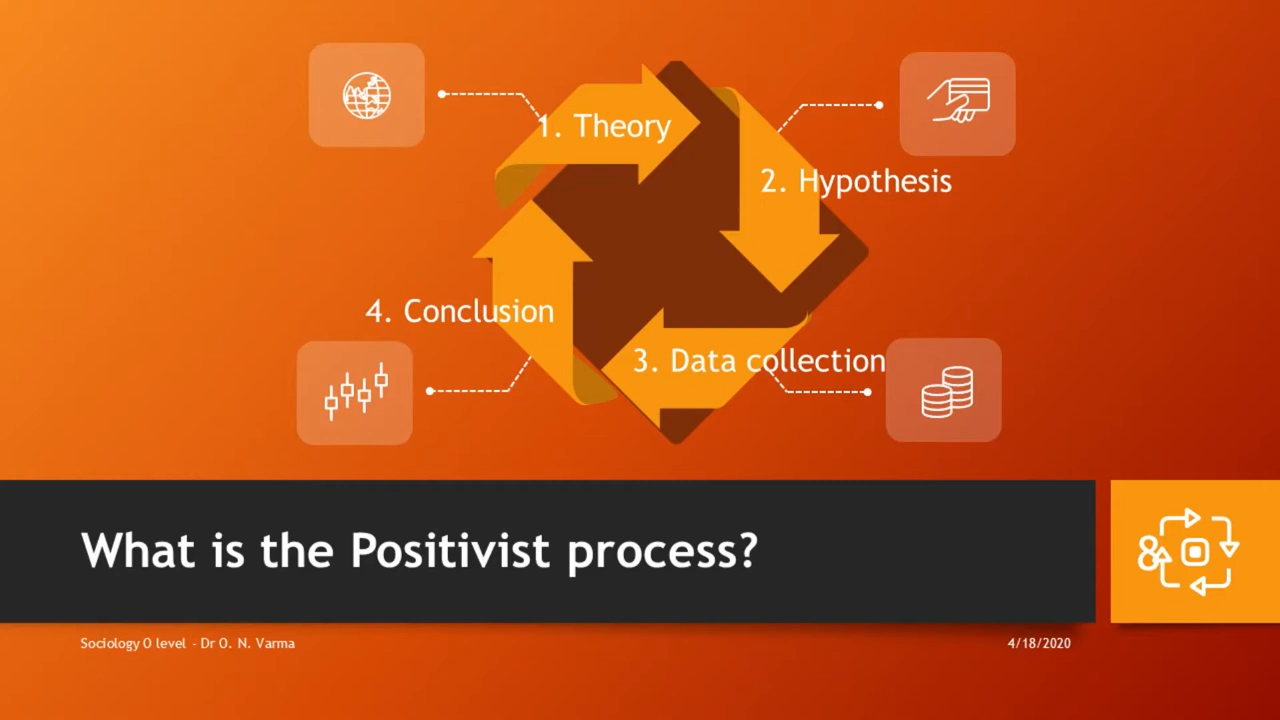 1. Theory
2. Hypothesis
3. Data collection
4. Conclusion
What is the Positivist process?
8
Sociology O level - Dr O. N. Varma
4/18/2020